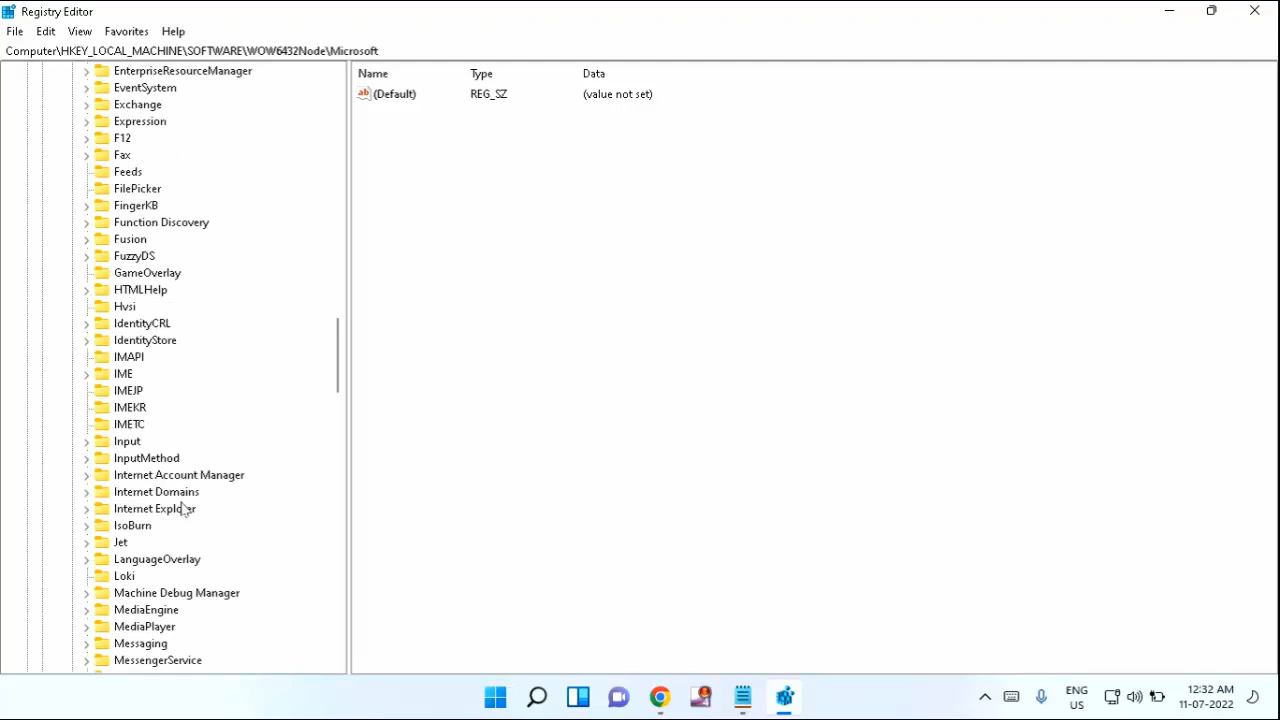 Registry Editor
File Edit View Favorites Help
Computer\HKEY_LOCAL_MACHINE\SOFTWARE\WOW6432Node\Microsoft
Name Type Data
ab (Default) REG_SZ (value not set)
EnterpriseResourceManager
EventSystem
Exchange
Expression
F12
Fax
Feeds
FilePicker
FingerKB
Function Discovery
Fusion
FuzzyDS
GameOverlay
HTMLHelp
Hvsi
IdentityCRL
IdentityStore
IMAPI
IME
IMEJP
IMEKR
IMETC
Input
InputMethod
Internet Account Manager
Internet Domains
Internet Explorer
IsoBurn
Jet
LanguageOverlay
Loki
Machine Debug Manager
MediaEngine
MediaPlayer
Messaging
MessengerService
ENG
US
12:32 AM
11-07-2022